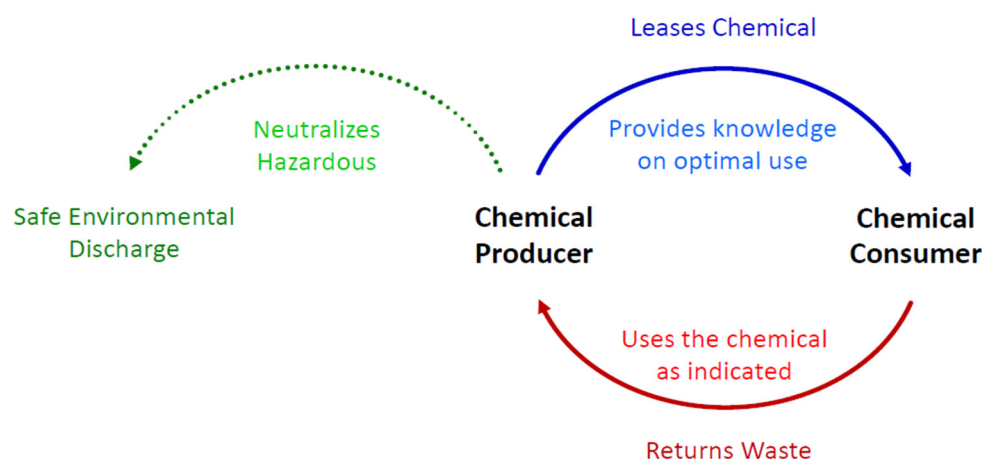 Leases Chemical
Neutralizes
Hazardous
Provides knowledge
on optimal use
Safe Environmental
Discharge
Chemical
Producer
Chemical
Consumer
Uses the chemical
as indicated
Returns Waste